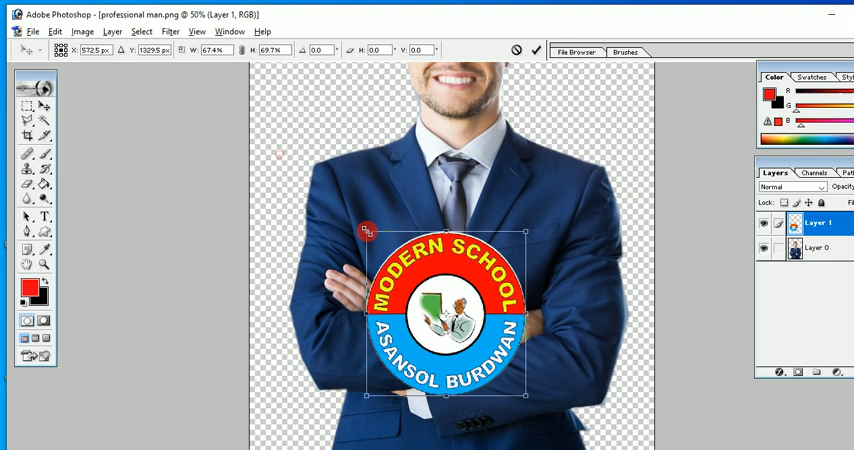 Adobe Photoshop - [professional man.png @ 50% (Layer 1, RGB)]
File Edit Image Layer Select Filter View Window Help
X: 572.5 px Y: 1329.5 px W: 67.4% H: 69.7% 0.0 H: 0.0 V: 0.0
File Browser Brushes
Color Swatches
R
G
B
Layers Channels
Normal Opacity
Lock:
Layer 1
Layer 0
T
MODERN SCHOOL
ASANSOL BURDWAN